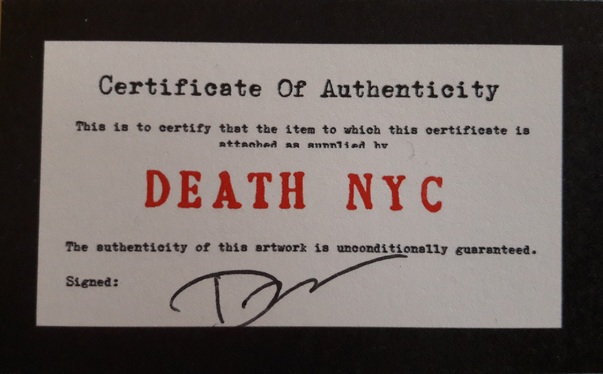 Certificate Of Authenticity
This is to certify that the item to which this certificate is
attached as supplied by
DEATH NYC
The authenticity of this artwork is unconditionally guaranteed.
Signed: